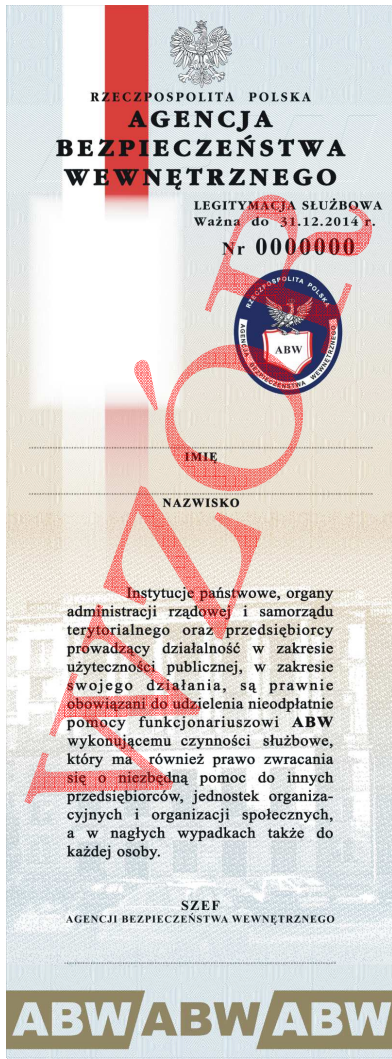 RZECZPOSPOLITA POLSKA
AGENCJA
BEZPIECZEŃSTWA
WEWNĘTRZNEGO
LEGITYMACJA SŁUŻBOWA
Ważna do 31.12.2014 r.
Nr 0000000
RZECZPOSPOLITA POLSKA
ABW
AGENCJA BEZPIECZEŃSTWA WEWNĘTRZNEGO
WZÓR
IMIĘ
NAZWISKO
Instytucje państwowe, organy
administracji rządowej i samorządu
terytorialnego oraz przedsiębiorcy
prowadzący działalność w zakresie
użyteczności publicznej, w zakresie
swojego działania, są prawnie
obowiązani do udzielenia nieodpłatnie
pomocy funkcjonariuszowi ABW
wykonującemu czynności służbowe,
który ma również prawo zwracania
się o niezbędną pomoc do innych
przedsiębiorców, jednostek organiza-
cyjnych i organizacji społecznych,
a w nagłych wypadkach także do
każdej osoby.
SZEF
AGENCJI BEZPIECZEŃSTWA WEWNĘTRZNEGO
ABW ABW ABW